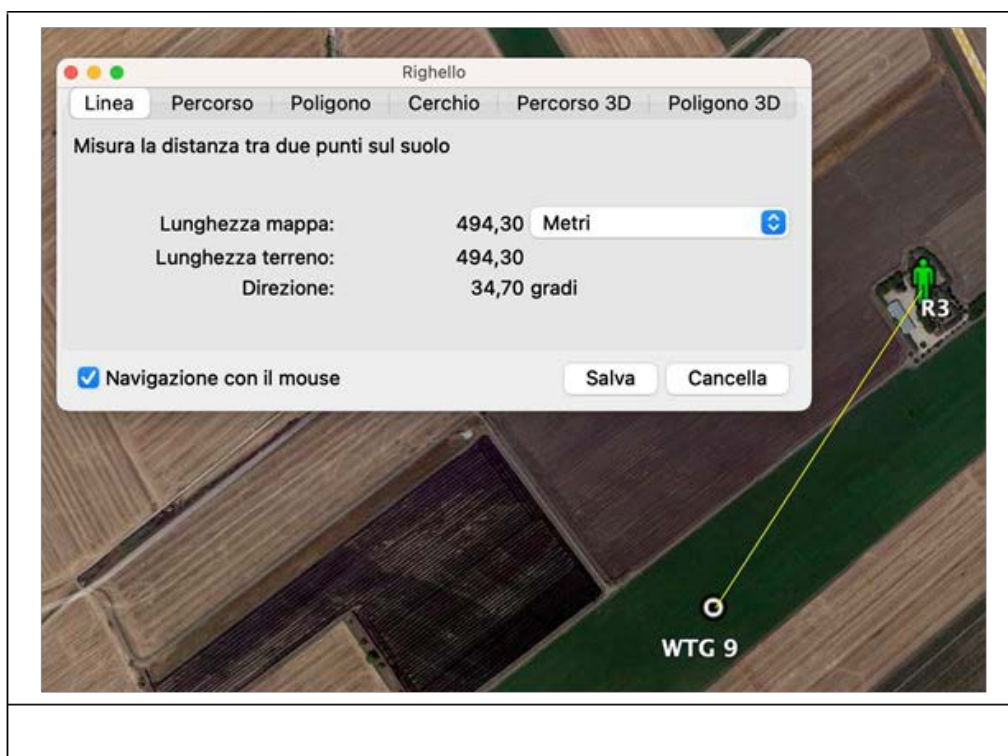 Righello
Linea Percorso Poligono Cerchio Percorso 3D Poligono 3D
Misura la distanza tra due punti sul suolo
Lunghezza mappa: 494,30 Metri
Lunghezza terreno: 494,30
Direzione: 34,70 gradi
Navigazione con il mouse Salva Cancella
R3
WTG 9